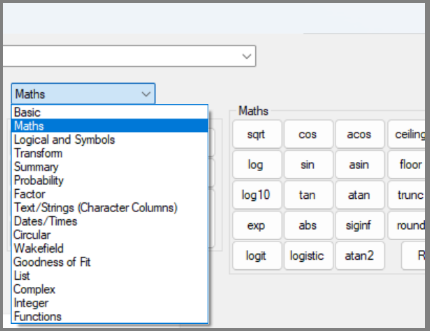 Maths
Basic
Maths
Logical and Symbols
Transform
Summary
Probability
Factor
Text/Strings (Character Columns)
Dates/Times
Circular
Wakefield
Goodness of Fit
List
Complex
Integer
Functions
Maths
sqrt cos acos ceiling
log sin asin floor
log10 tan atan trunc
exp abs siginf round
logit logistic atan2 R